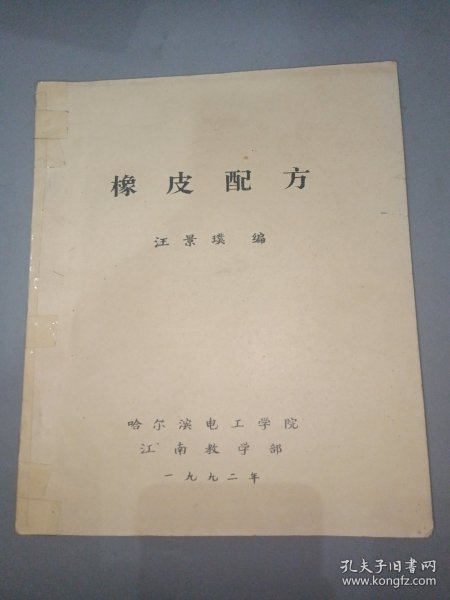 橡皮配方
汪景璞 编
哈尔滨电工学院
江南教学部
一九九二年
孔夫子旧书网
www.kongfz.com